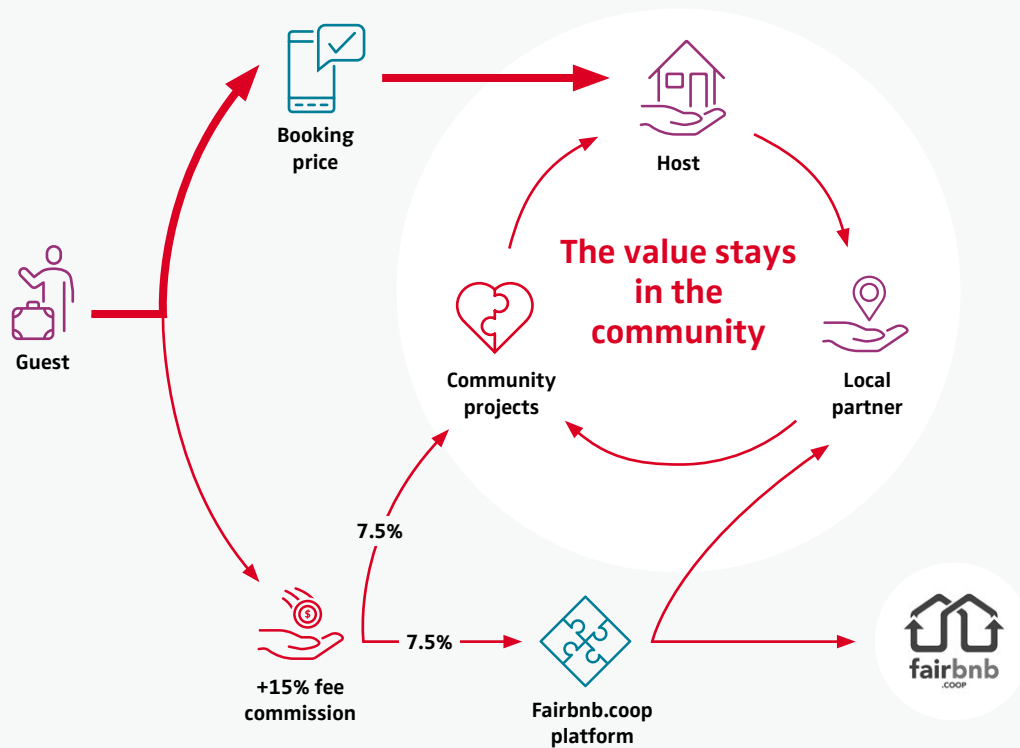 Booking
price
Host
The value stays
in the
community
Guest
Community
projects
Local
partner
7.5%
7.5%
$
+15% fee
commission
Fairbnb.coop
platform
fairbnb
.COOP